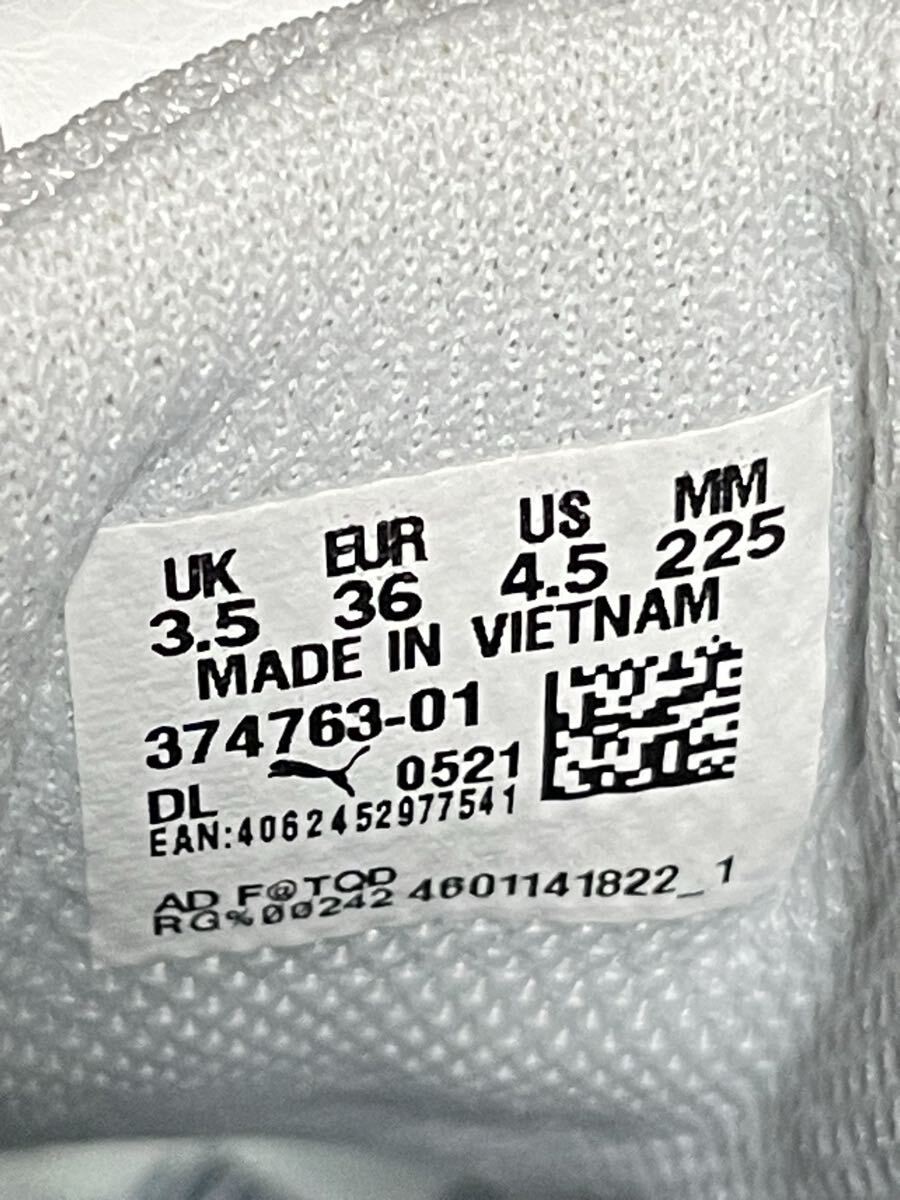 UK EUR US MM
3.5 36 4.5 225
MADE IN VIETNAM
374763-01
DL 0521
EAN:4062452977541
AD F@TOD
RG%00242 4601141822_1